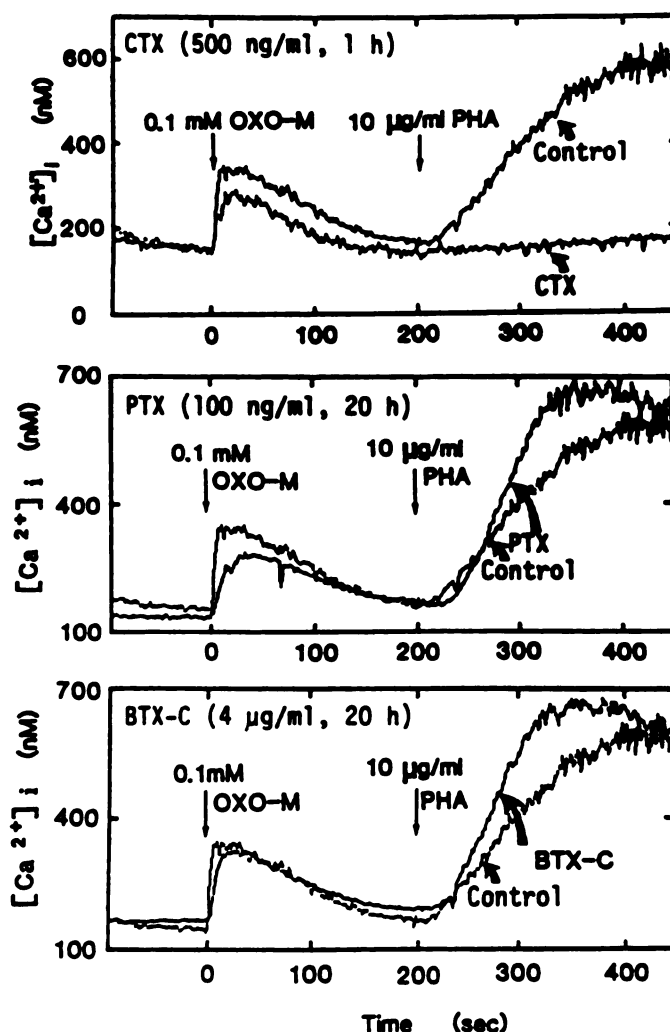 CTX (500 ng/ml, 1 h)
[Ca²⁺]i (nM)
600
400
200
0
0.1 mM OXO-M
10 µg/ml PHA
Control
CTX
0 100 200 300 400
PTX (100 ng/ml, 20 h)
[Ca 2+] i (nM)
700
400
100
0.1 mM
OXO-M
10 µg/ml
PHA
PTX
Control
0 100 200 300 400
BTX-C (4 µg/ml, 20 h)
[Ca 2+] i (nM)
700
400
100
0.1mM
OXO-M
10 µg/ml
PHA
BTX-C
Control
0 100 200 300 400
Time (sec)